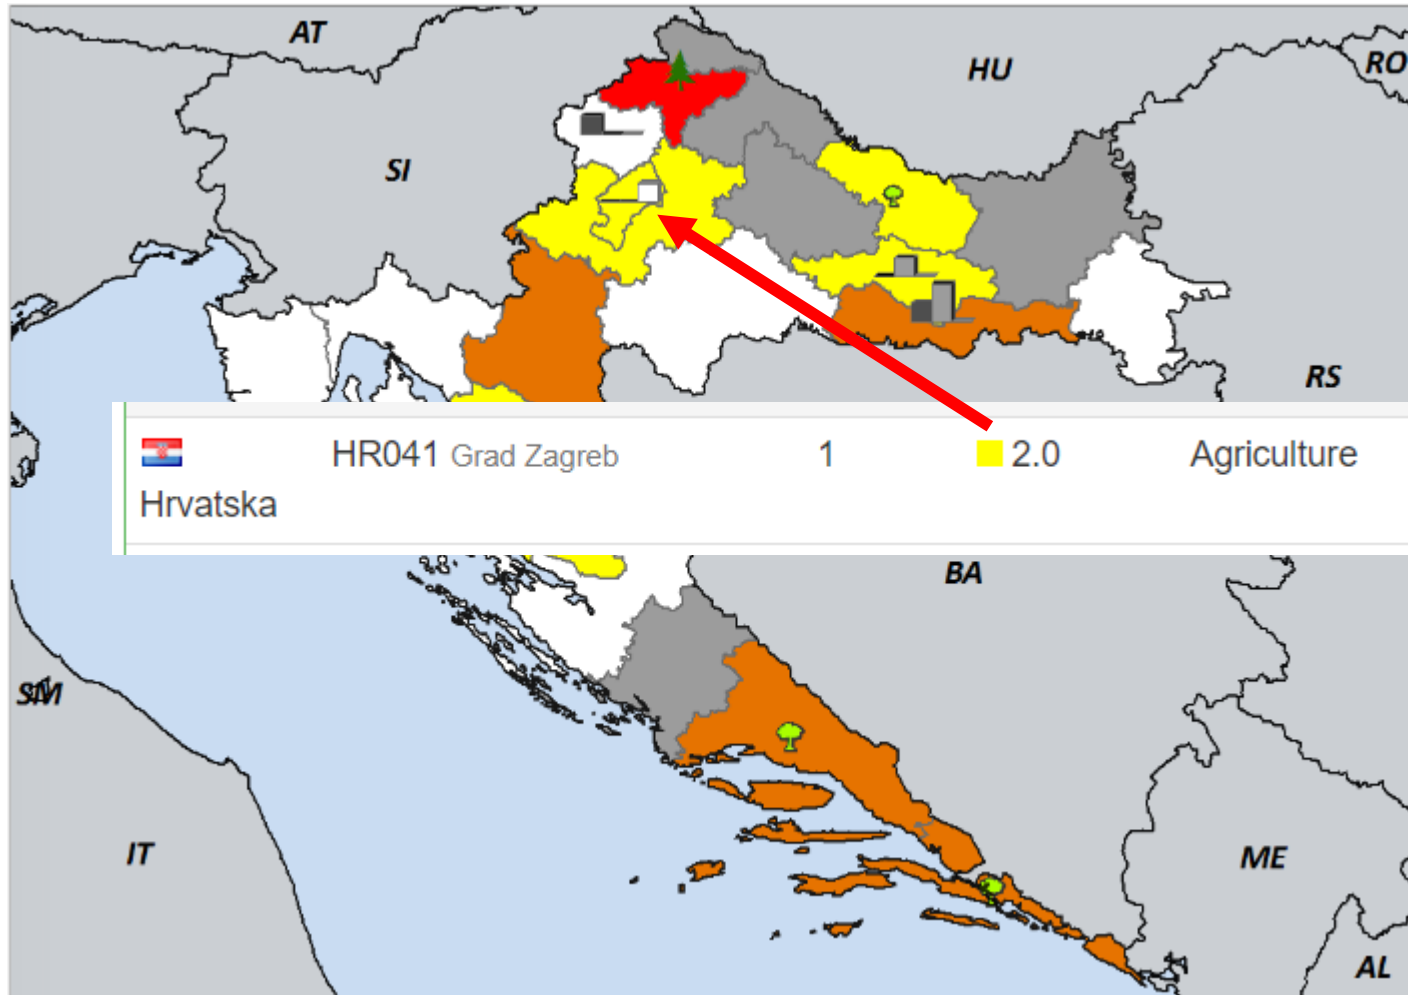 AT
HU
RO
SI
RS
HR041 Grad Zagreb 1 2.0 Agriculture
Hrvatska
BA
SM
IT
ME
AL